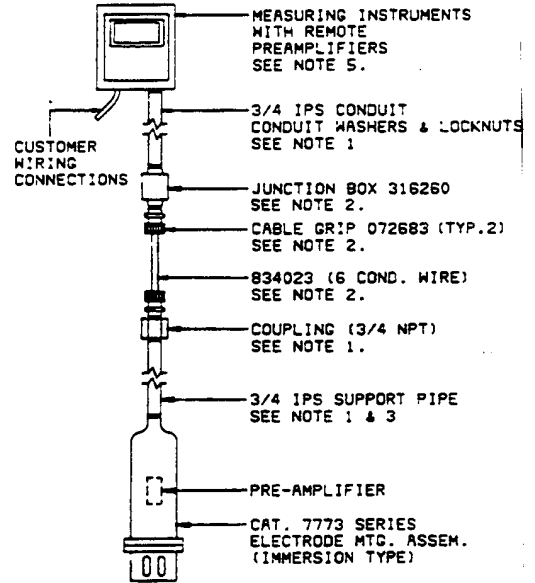 MEASURING INSTRUMENTS
WITH REMOTE
PREAMPLIFIERS
SEE NOTE 5.
3/4 IPS CONDUIT
CONDUIT WASHERS & LOCKNUTS
SEE NOTE 1
CUSTOMER
WIRING
CONNECTIONS
JUNCTION BOX 316260
SEE NOTE 2.
CABLE GRIP 072683 (TYP.2)
SEE NOTE 2.
834023 (6 COND. WIRE)
SEE NOTE 2.
COUPLING (3/4 NPT)
SEE NOTE 1.
3/4 IPS SUPPORT PIPE
SEE NOTE 1 & 3
PRE-AMPLIFIER
CAT. 7773 SERIES
ELECTRODE MTG. ASSEM.
(IMMERSION TYPE)